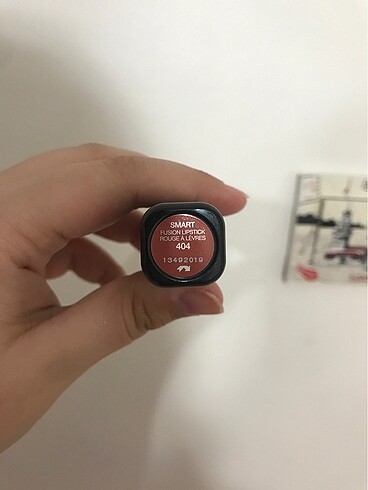 SMART
FUSION LIPSTICK
ROUGE À LÈVRES
404
13492019